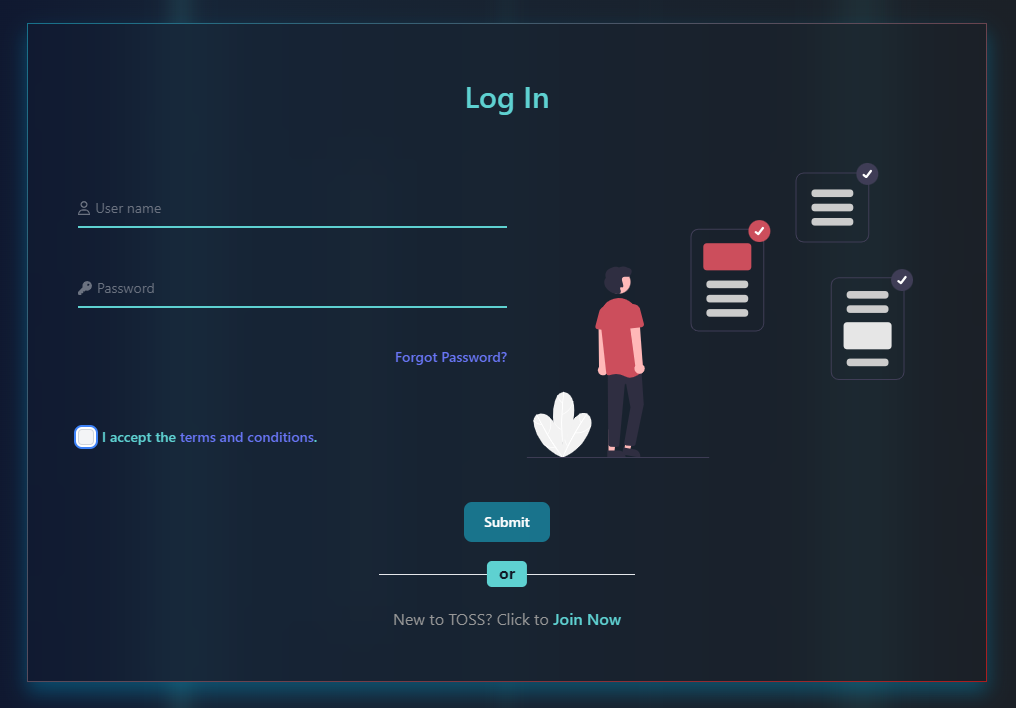 Log In
User name
Password
Forgot Password?
I accept the terms and conditions.
Submit
or
New to TOSS? Click to Join Now